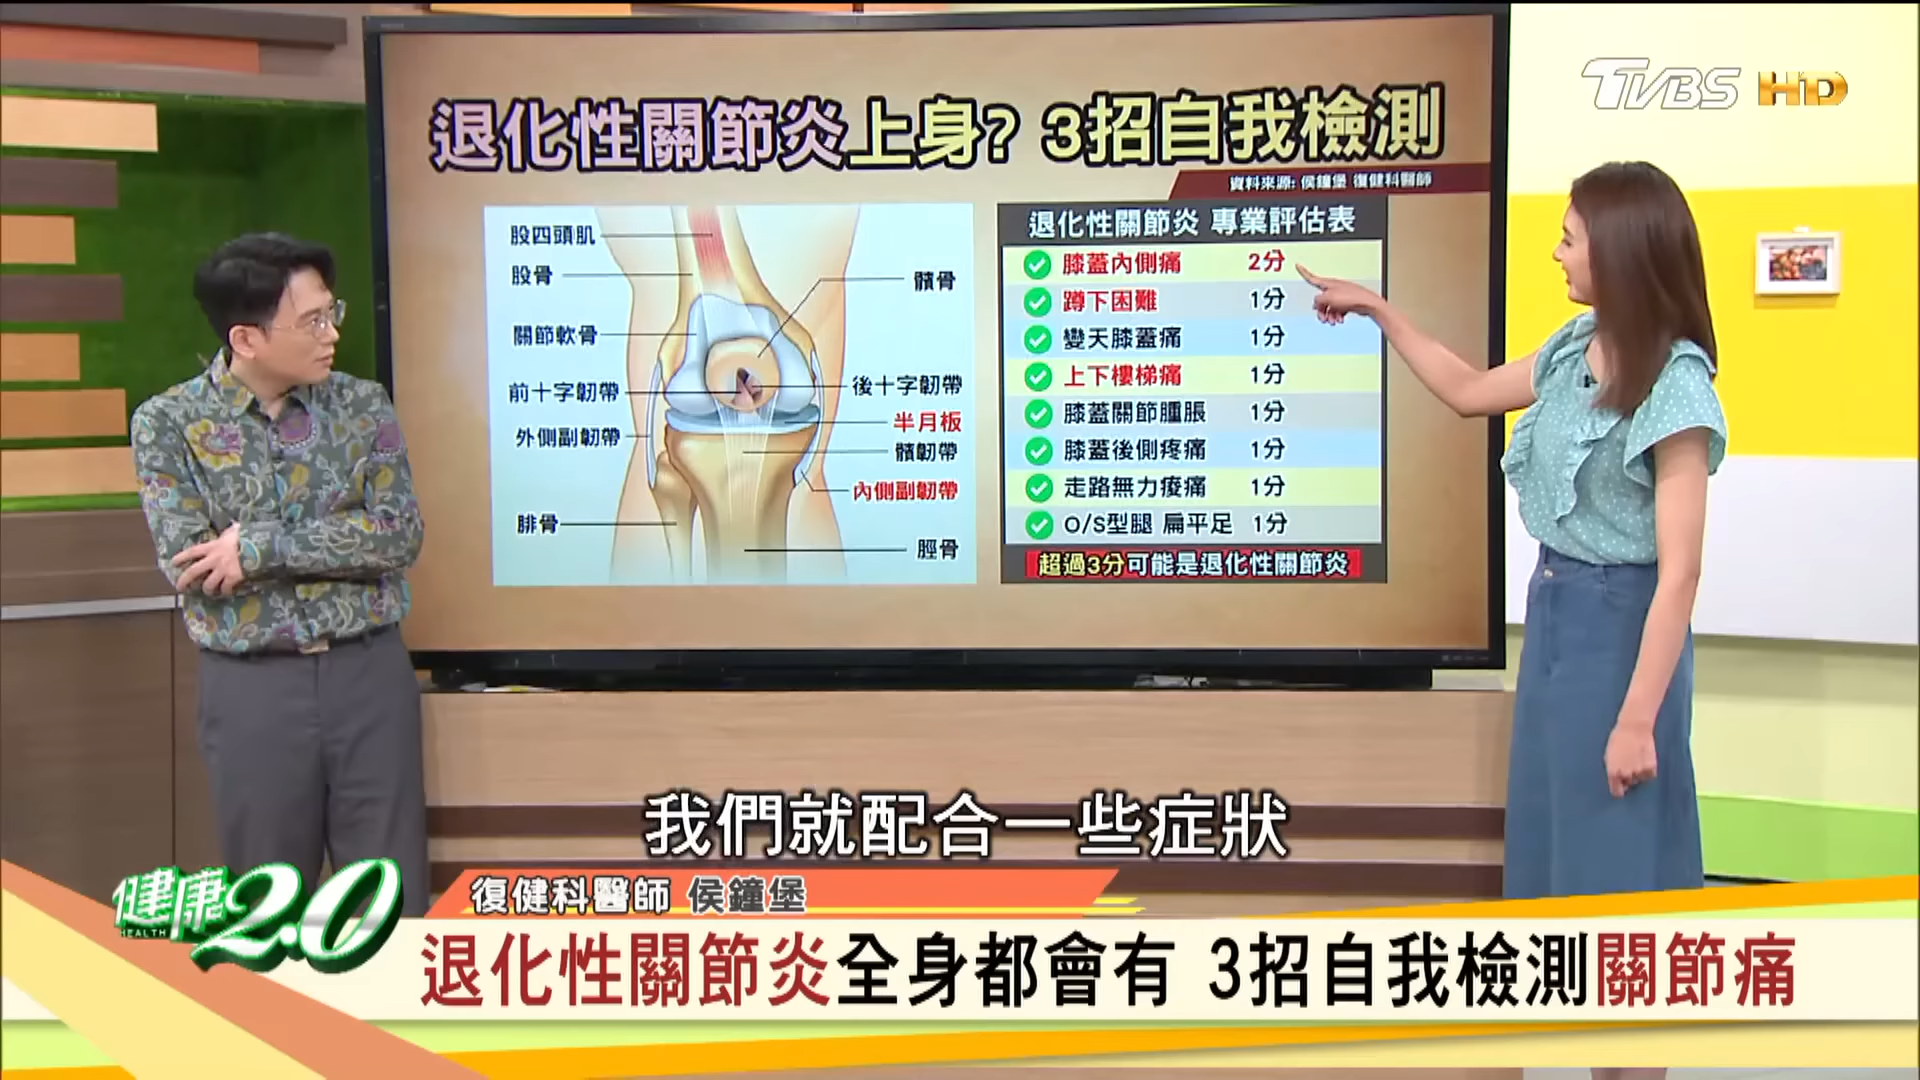 TVBS HD
退化性關節炎上身? 3招自我檢測
資料來源: 侯鐘堡 復健科醫師
股四頭肌
股骨
關節軟骨
前十字韌帶
外側副韌帶
腓骨
髕骨
後十字韌帶
半月板
髕韌帶
內側副韌帶
脛骨
退化性關節炎 專業評估表
膝蓋內側痛 2分
蹲下困難 1分
變天膝蓋痛 1分
上下樓梯痛 1分
膝蓋關節腫脹 1分
膝蓋後側疼痛 1分
走路無力痠痛 1分
O/S型腿 扁平足 1分
超過3分可能是退化性關節炎
我們就配合一些症狀
健康2.0
HEALTH
復健科醫師 侯鐘堡
退化性關節炎全身都會有 3招自我檢測關節痛